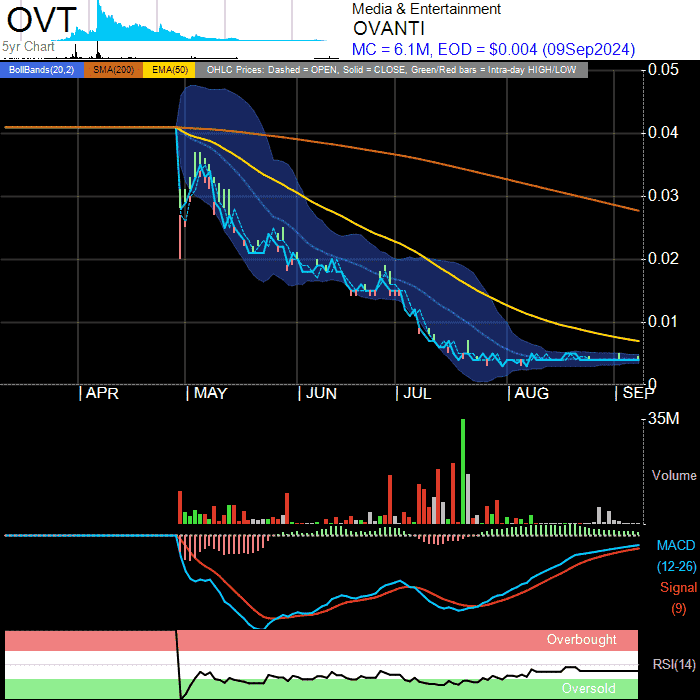 OVT
5yr Chart
Media & Entertainment
OVANTI
MC = 6.1M, EOD = $0.004 (09Sep2024)
BollBands(20,2) SMA(200) EMA(50) OHLC Prices: Dashed = OPEN, Solid = CLOSE, Green/Red bars = Intra-day HIGH/LOW
0.05
0.04
0.03
0.02
0.01
0
APR MAY JUN JUL AUG SEP
35M
Volume
MACD
(12-26)
Signal
(9)
Overbought
RSI(14)
Oversold